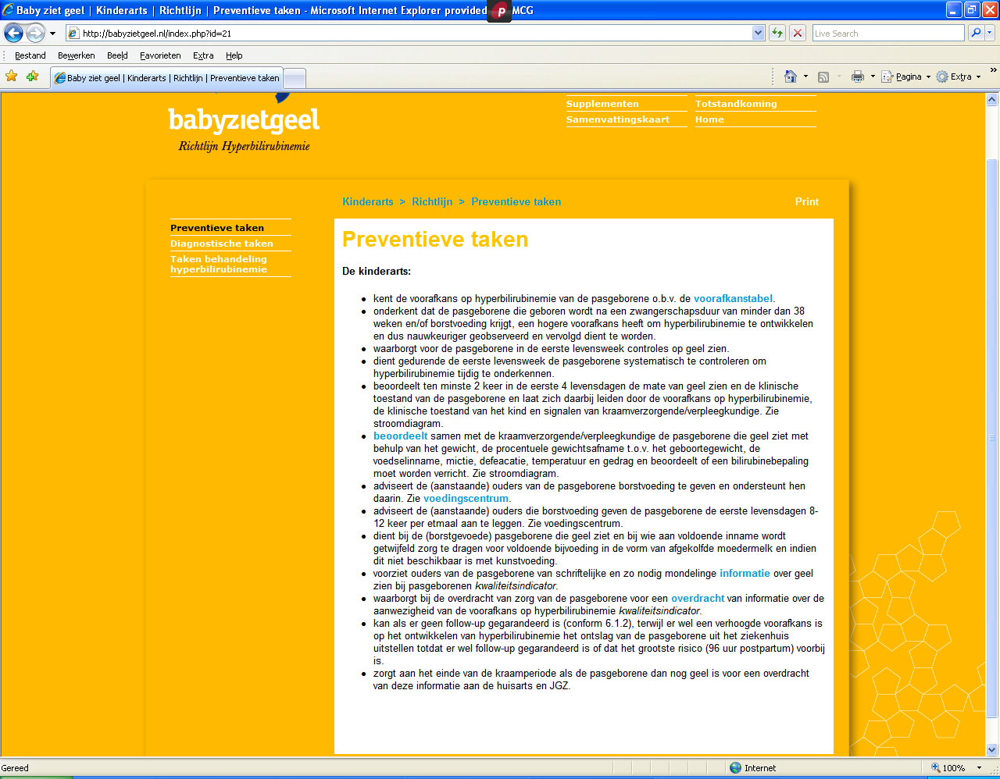 Baby ziet geel | Kinderarts | Richtlijn | Preventieve taken - Microsoft Internet Explorer provided MCG
http://babyzietgeel.nl/index.php?id=21
Live Search
Bestand Bewerken Beeld Favorieten Extra Help
Baby ziet geel | Kinderarts | Richtlijn | Preventieve taken
Pagina Extra
babyzietgeel
Richtlijn Hyperbilirubinemie
Supplementen Totstandkoming
Samenvattingskaart Home
Kinderarts > Richtlijn > Preventieve taken Print
Preventieve taken
Diagnostische taken
Taken behandeling
hyperbilirubinemie
Preventieve taken
De kinderarts:
kent de voorafkans op hyperbilirubinemie van de pasgeborene o.b.v. de voorafkanstabel.
onderkent dat de pasgeborene die geboren wordt na een zwangerschapsduur van minder dan 38
weken en/of borstvoeding krijgt, een hogere voorafkans heeft om hyperbilirubinemie te ontwikkelen
en dus nauwkeuriger geobserveerd en vervolgd dient te worden.
waarborgt voor de pasgeborene in de eerste levensweek controles op geel zien.
dient gedurende de eerste levensweek de pasgeborene systematisch te controleren om
hyperbilirubinemie tijdig te onderkennen.
beoordeelt ten minste 2 keer in de eerste 4 levensdagen de mate van geel zien en de klinische
toestand van de pasgeborene en laat zich daarbij leiden door de voorafkans op hyperbilirubinemie,
de klinische toestand van het kind en signalen van kraamverzorgende/verpleegkundige. Zie
stroomdiagram.
beoordeelt samen met de kraamverzorgende/verpleegkundige de pasgeborene die geel ziet met
behulp van het gewicht, de procentuele gewichtsafname t.o.v. het geboortegewicht, de
voedselinname, mictie, defeacatie, temperatuur en gedrag en beoordeelt of een bilirubinebepaling
moet worden verricht. Zie stroomdiagram.
adviseert de (aanstaande) ouders van de pasgeborene borstvoeding te geven en ondersteunt hen
daarin. Zie voedingscentrum.
adviseert de (aanstaande) ouders die borstvoeding geven de pasgeborene de eerste levensdagen 8-
12 keer per etmaal aan te leggen. Zie voedingscentrum.
dient bij de (borstgevoede) pasgeborene die geel ziet en bij wie aan voldoende inname wordt
getwijfeld zorg te dragen voor voldoende bijvoeding in de vorm van afgekolfde moedermelk en indien
dit niet beschikbaar is met kunstvoeding.
voorziet ouders van de pasgeborene van schriftelijke en zo nodig mondelinge informatie over geel
zien bij pasgeborenen kwaliteitsindicator.
waarborgt bij de overdracht van zorg van de pasgeborene voor een overdracht van informatie over de
aanwezigheid van de voorafkans op hyperbilirubinemie kwaliteitsindicator.
kan als er geen follow-up gegarandeerd is (conform 6.1.2), terwijl er wel een verhoogde voorafkans is
op het ontwikkelen van hyperbilirubinemie het ontslag van de pasgeborene uit het ziekenhuis
uitstellen totdat er wel follow-up gegarandeerd is of dat het grootste risico (96 uur postpartum) voorbij
is.
zorgt aan het einde van de kraamperiode als de pasgeborene dan nog geel is voor een overdracht
van deze informatie aan de huisarts en JGZ.
Gereed Internet 100%